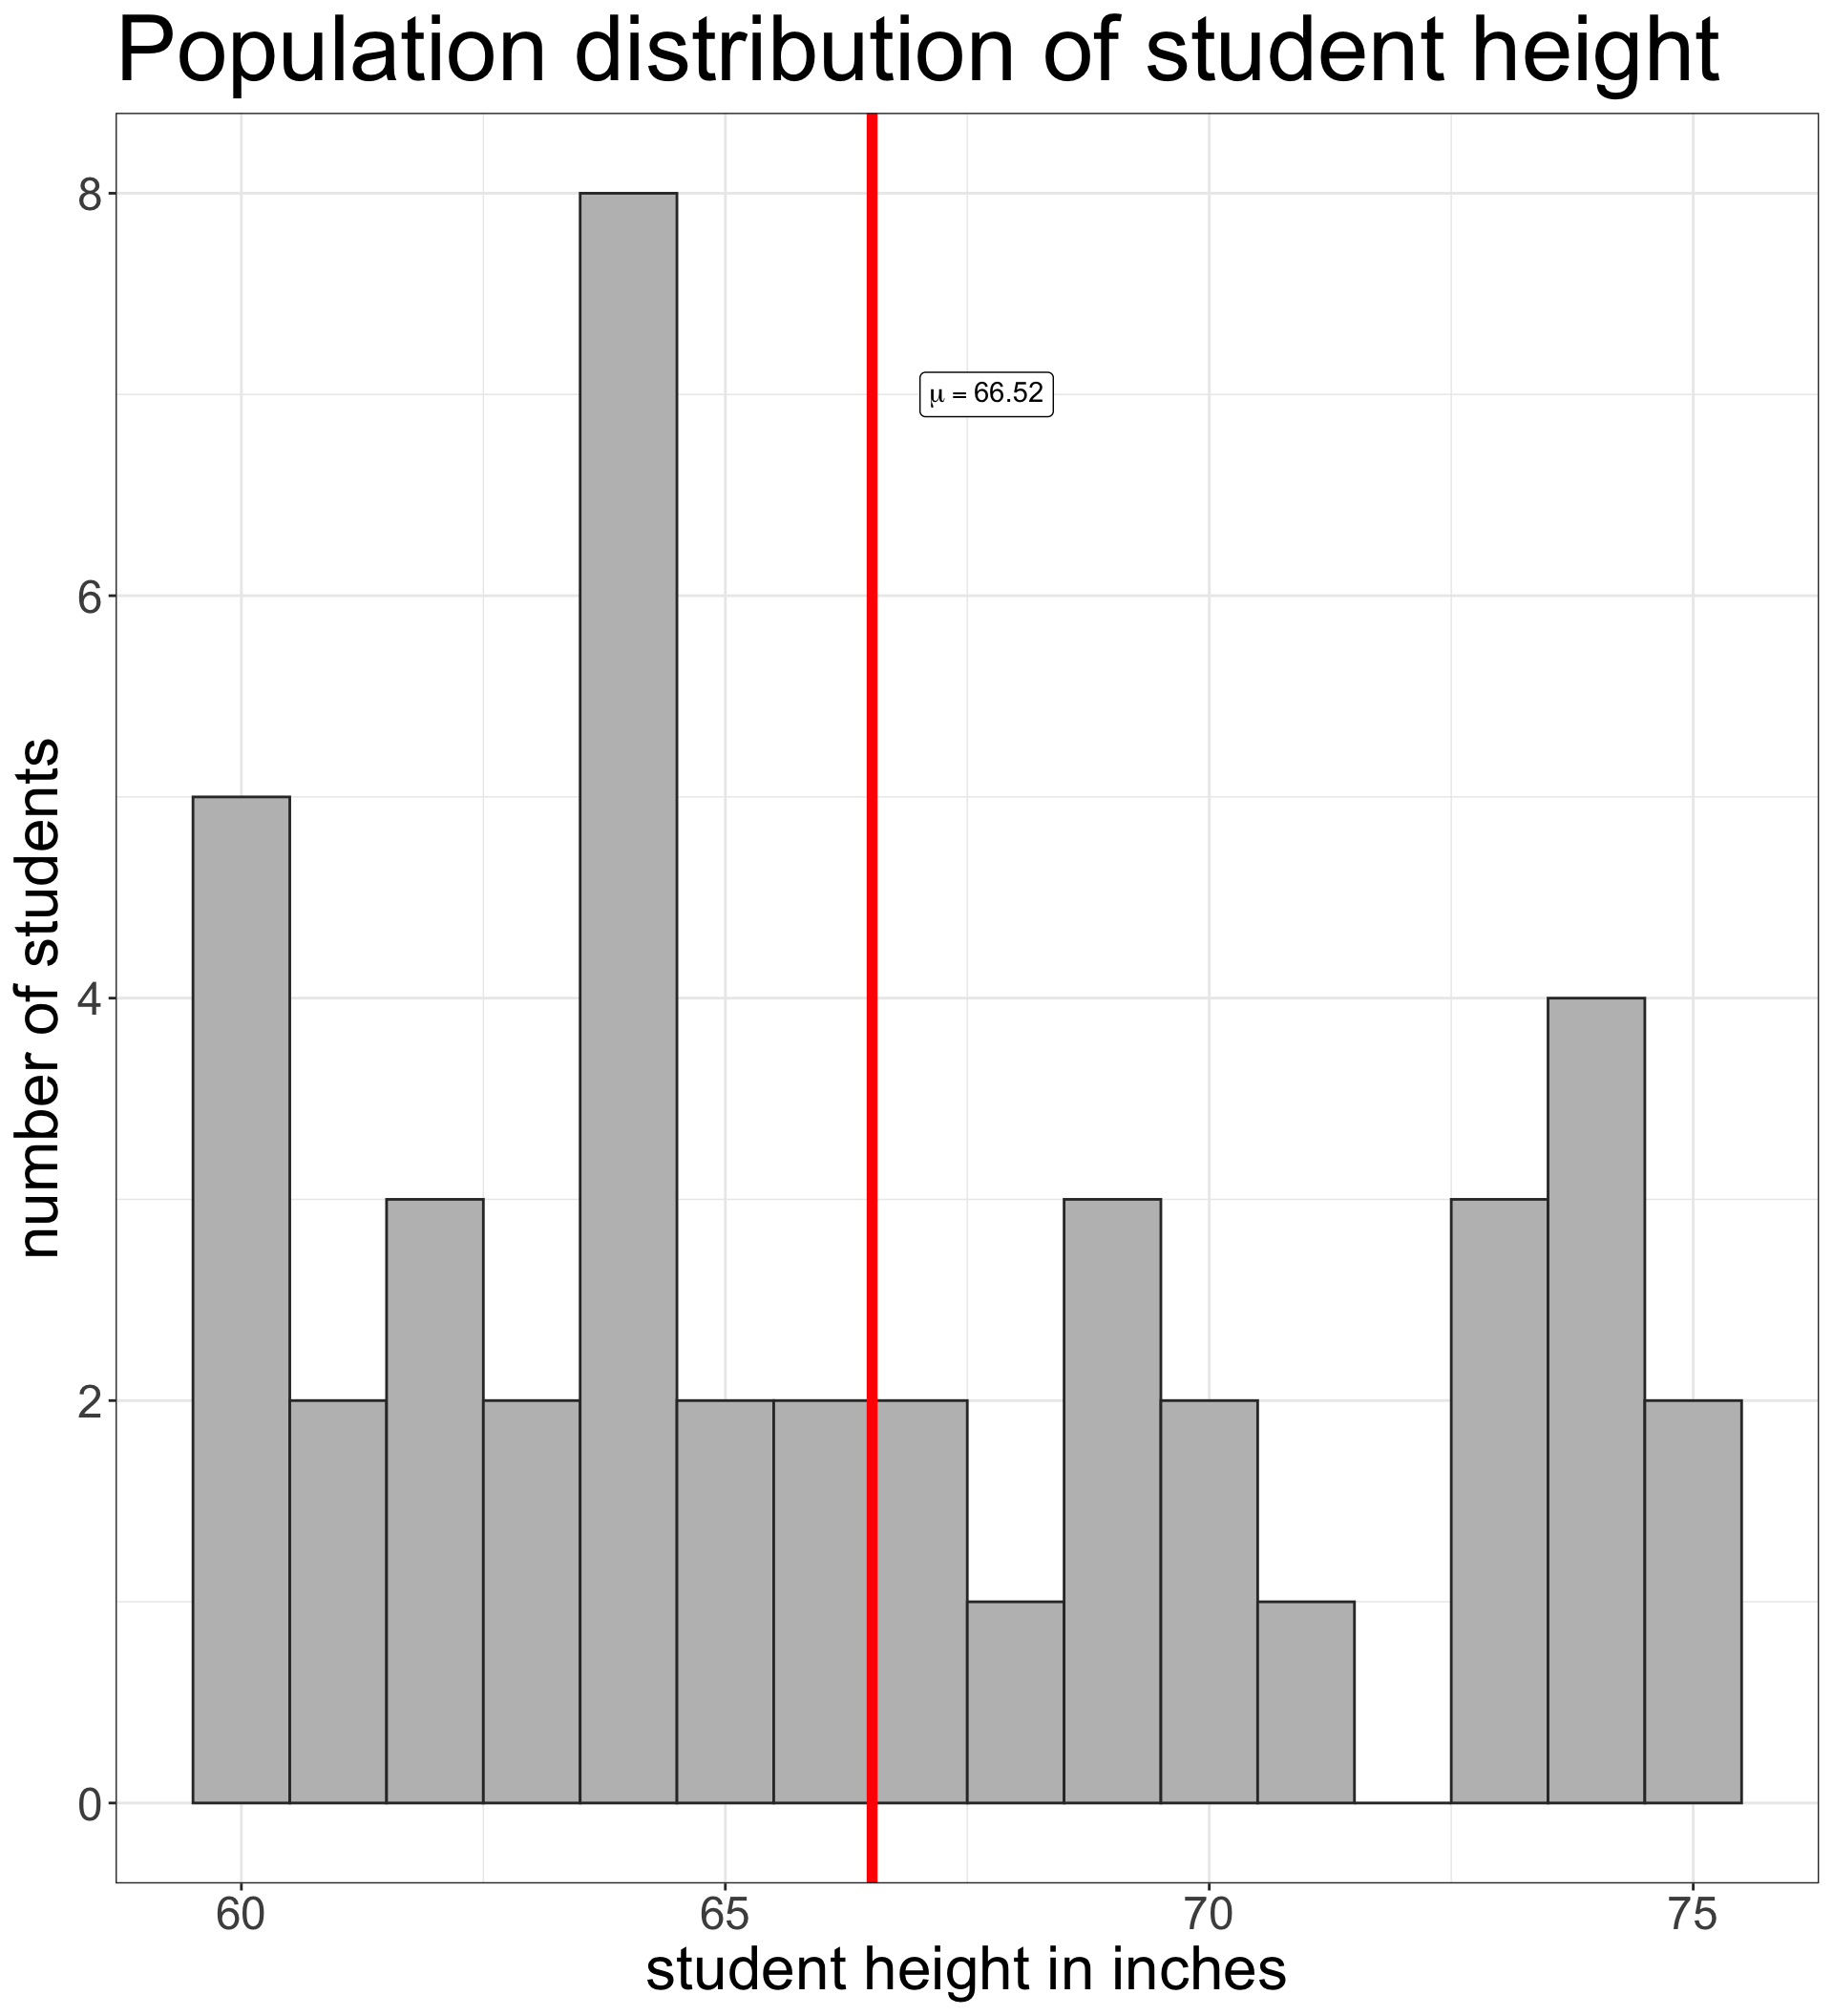 Population distribution of student height
8
μ = 66.52
6
4
2
0
number of students
60 65 70 75
student height in inches